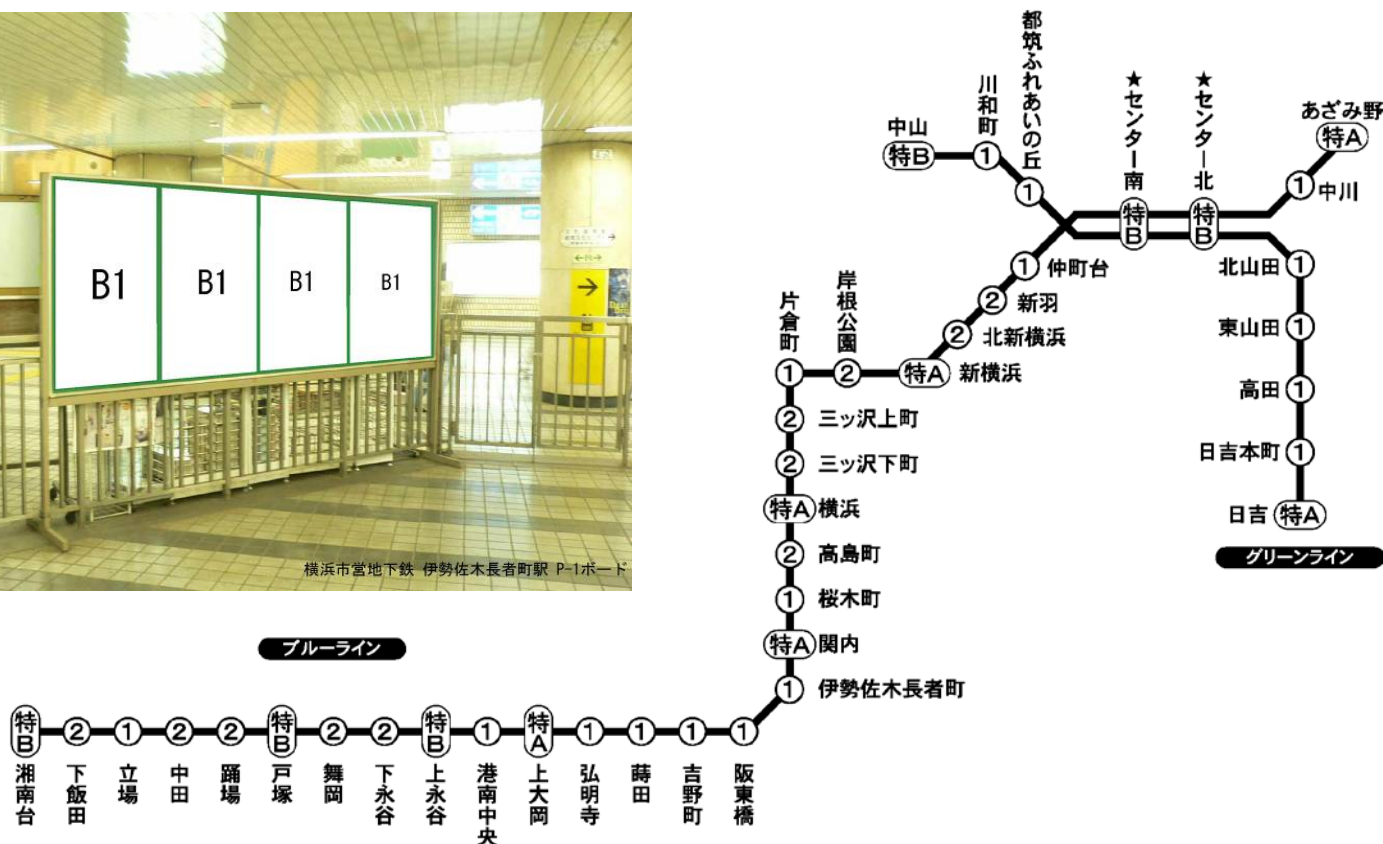 B1
B1
B1
B1
横浜市営地下鉄 伊勢佐木長者町駅 P-1ボード
都筑ふれあいの丘
1
川和町
1
中山
特B
★センター南
特B
★センター北
特B
あざみ野
特A
1 中川
北山田 1
東山田 1
高田 1
日吉本町 1
日吉 特A
グリーンライン
1 仲町台
2 新羽
2 北新横浜
特A 新横浜
岸根公園
2
片倉町
1
2 三ッ沢上町
2 三ッ沢下町
特A 横浜
2 高島町
1 桜木町
特A 関内
1 伊勢佐木長者町
ブルーライン
特B
湘南台
2
下飯田
1
立場
2
中田
2
踊場
特B
戸塚
2
舞岡
2
下永谷
特B
上永谷
1
港南中央
特A
上大岡
1
弘明寺
1
蒔田
1
吉野町
1
阪東橋